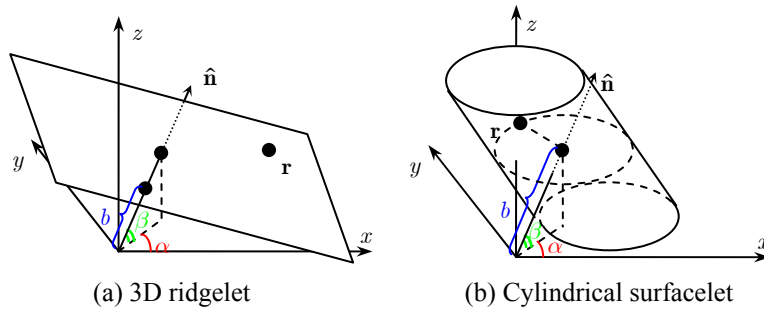 z
n̂
r
y
b
β
α
x
(a) 3D ridgelet
z
n̂
r
y
b
β
α
x
(b) Cylindrical surfacelet